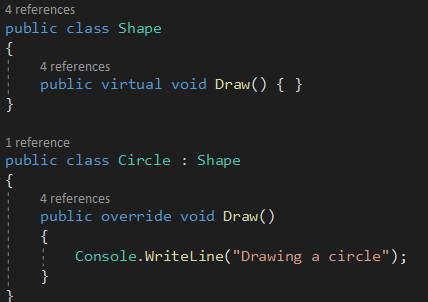 4 references
public class Shape
{
4 references
public virtual void Draw() { }
}
1 reference
public class Circle : Shape
{
4 references
public override void Draw()
{
Console.WriteLine("Drawing a circle");
}
}